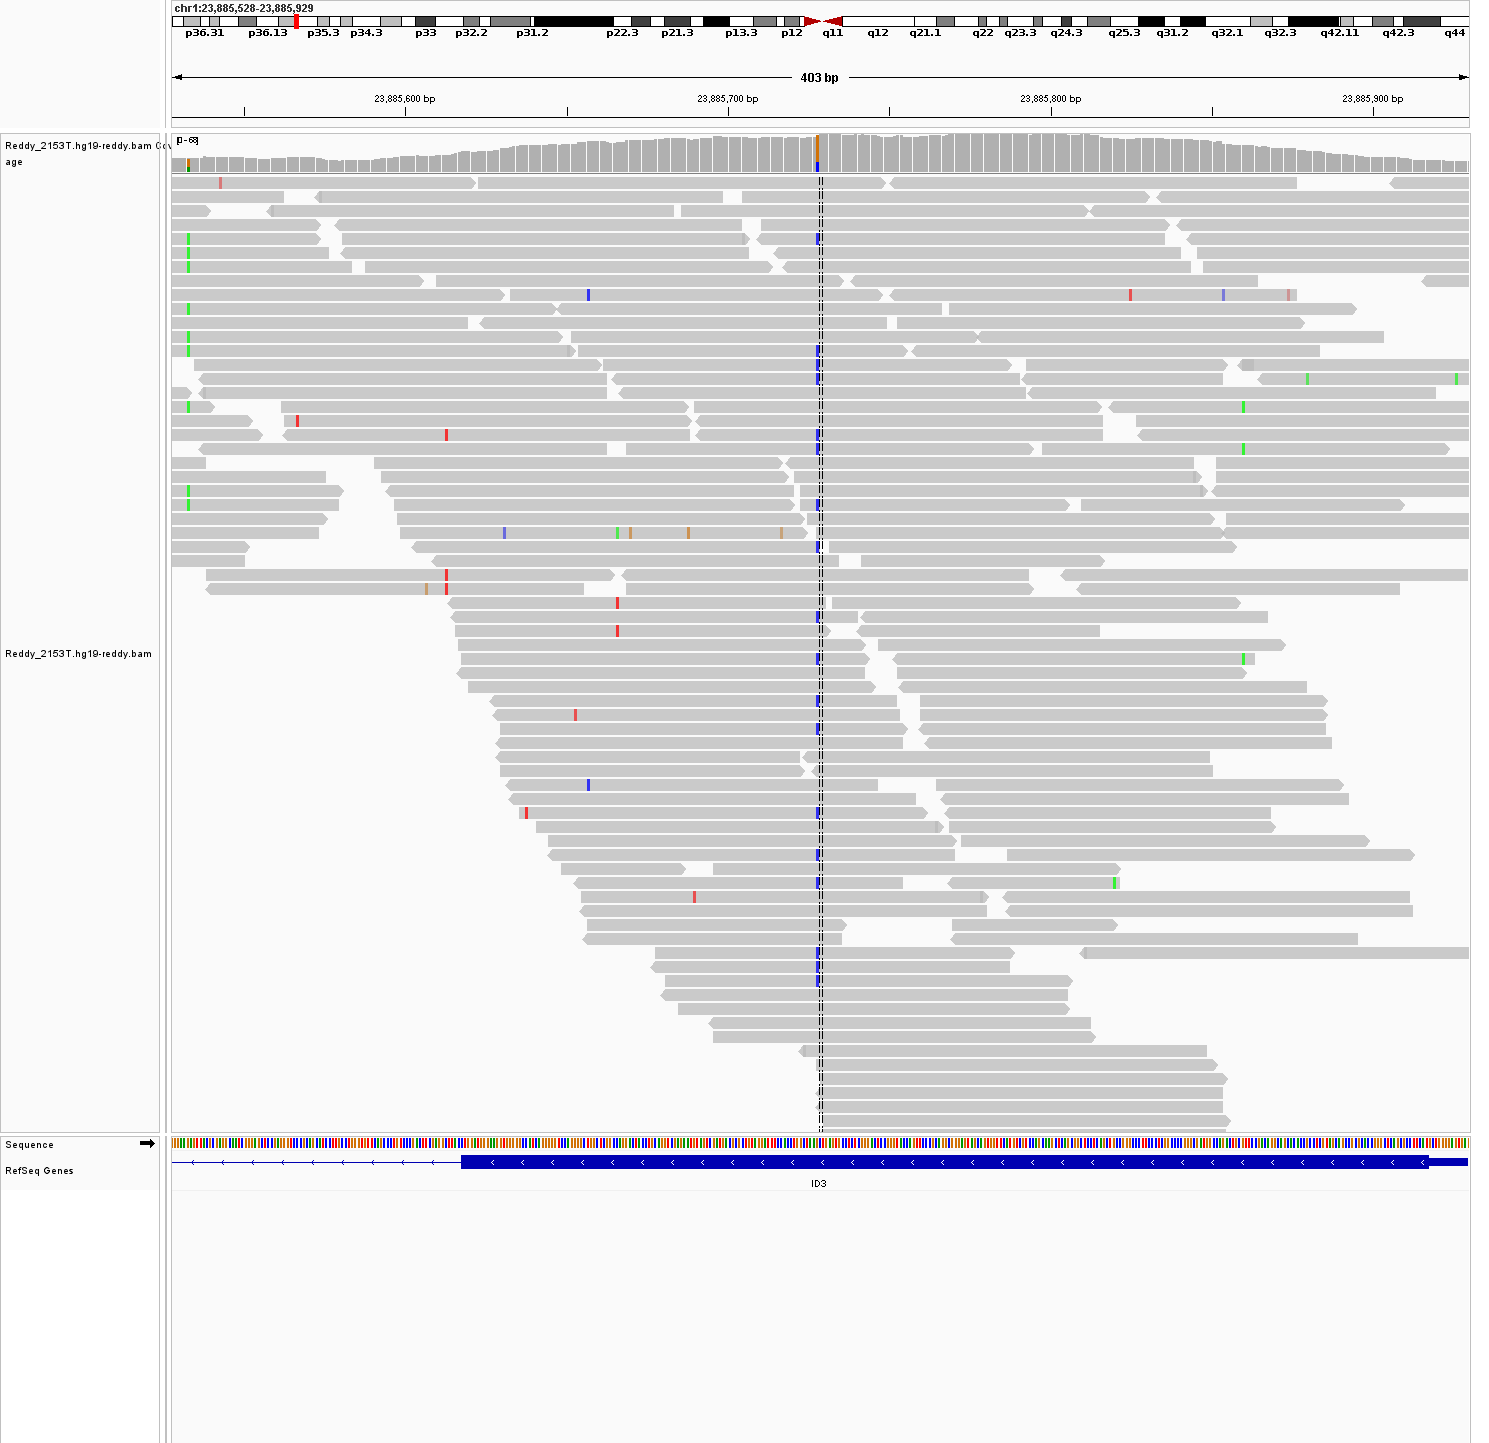 chr1:23,885,528-23,885,929
p36.31 p36.13 p35.3 p34.3 p33 p32.2 p31.2 p22.3 p21.3 p13.3 p12 q11 q12 q21.1 q22 q23.3 q24.3 q25.3 q31.2 q32.1 q32.3 q42.11 q42.3 q44
403 bp
23,885,600 bp 23,885,700 bp 23,885,800 bp 23,885,900 bp
[0 - 68]
Reddy_2153T.hg19-reddy.bam Cov
age
Reddy_2153T.hg19-reddy.bam
Sequence
RefSeq Genes
ID3